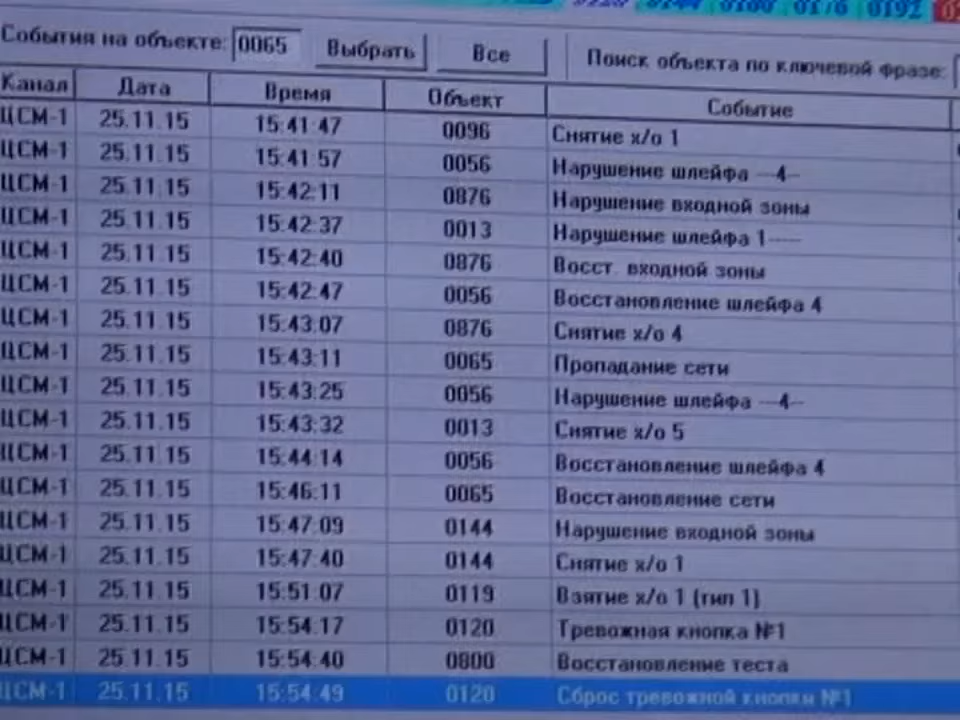 0144 0160 0176 0192
События на объекте: 0065 Выбрать Все Поиск объекта по ключевой фразе:
Канал Дата Время Объект Событие
ЦСМ-1 25.11.15 15:41:47 0096 Снятие х/о 1
ЦСМ-1 25.11.15 15:41:57 0056 Нарушение шлейфа ---4--
ЦСМ-1 25.11.15 15:42:11 0876 Нарушение входной зоны
ЦСМ-1 25.11.15 15:42:37 0013 Нарушение шлейфа 1-----
ЦСМ-1 25.11.15 15:42:40 0876 Восст. входной зоны
ЦСМ-1 25.11.15 15:42:47 0056 Восстановление шлейфа 4
ЦСМ-1 25.11.15 15:43:07 0876 Снятие х/о 4
ЦСМ-1 25.11.15 15:43:11 0065 Пропадание сети
ЦСМ-1 25.11.15 15:43:25 0056 Нарушение шлейфа ---4--
ЦСМ-1 25.11.15 15:43:32 0013 Снятие х/о 5
ЦСМ-1 25.11.15 15:44:14 0056 Восстановление шлейфа 4
ЦСМ-1 25.11.15 15:46:11 0065 Восстановление сети
ЦСМ-1 25.11.15 15:47:09 0144 Нарушение входной зоны
ЦСМ-1 25.11.15 15:47:40 0144 Снятие х/о 1
ЦСМ-1 25.11.15 15:51:07 0119 Взятие х/о 1 (тип 1)
ЦСМ-1 25.11.15 15:54:17 0120 Тревожная кнопка №1
ЦСМ-1 25.11.15 15:54:40 0800 Восстановление теста
ЦСМ-1 25.11.15 15:54:49 0120 Сброс тревожной кнопки №1